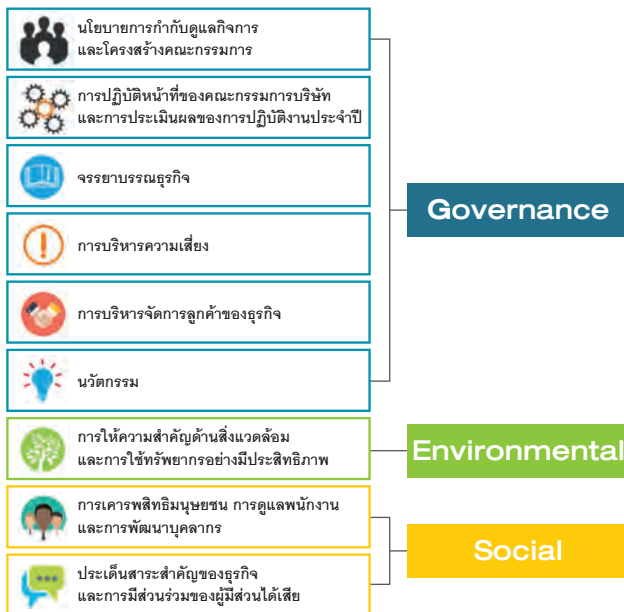 นโยบายการกำกับดูแลกิจการ
และโครงสร้างคณะกรรมการ
การปฏิบัติหน้าที่ของคณะกรรมการบริษัท
และการประเมินผลของการปฏิบัติงานประจำปี
จรรยาบรรณธุรกิจ
การบริหารความเสี่ยง
การบริหารจัดการลูกค้าของธุรกิจ
นวัตกรรม
Governance
การให้ความสำคัญด้านสิ่งแวดล้อม
และการใช้ทรัพยากรอย่างมีประสิทธิภาพ
Environmental
การเคารพสิทธิมนุษยชน การดูแลพนักงาน
และการพัฒนาบุคลากร
ประเด็นสาระสำคัญของธุรกิจ
และการมีส่วนร่วมของผู้มีส่วนได้เสีย
Social